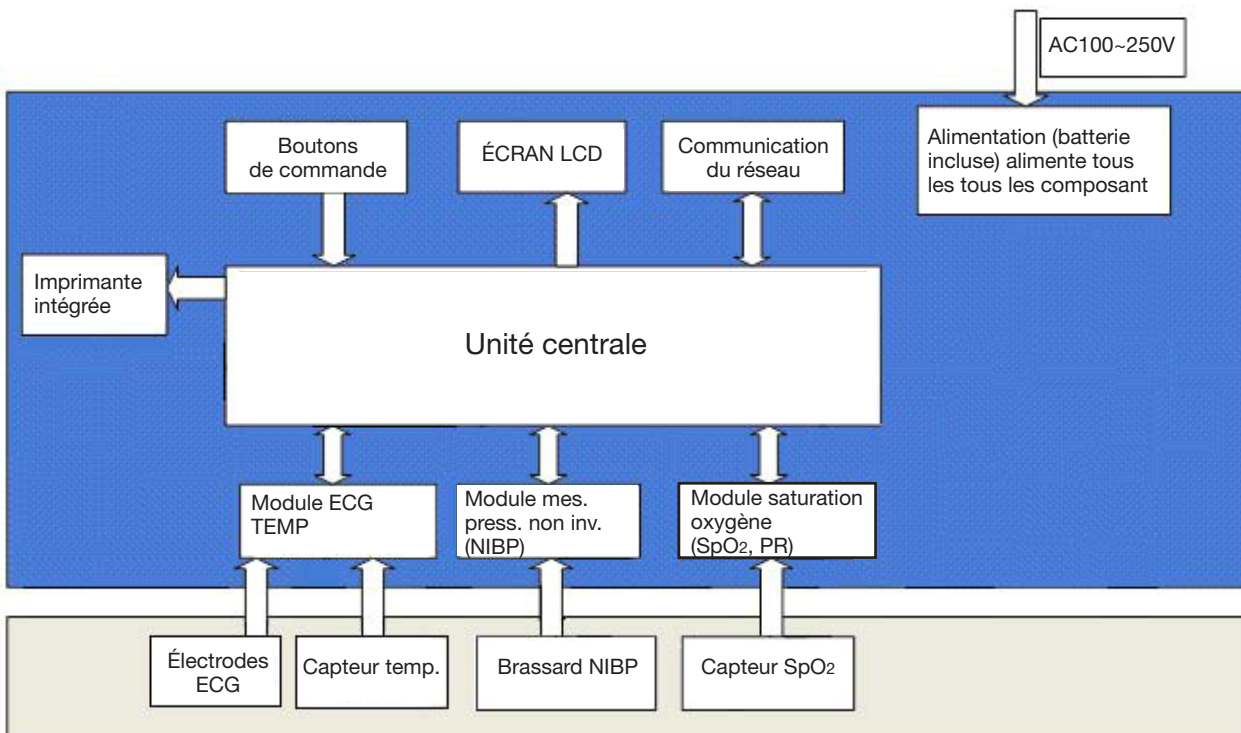 AC100~250V
Boutons
de commande
ÉCRAN LCD
Communication
du réseau
Alimentation (batterie
incluse) alimente tous
les tous les composant
Imprimante
intégrée
Unité centrale
Module ECG
TEMP
Module mes.
press. non inv.
(NIBP)
Module saturation
oxygène
(SpO2, PR)
Électrodes
ECG
Capteur temp.
Brassard NIBP
Capteur SpO2